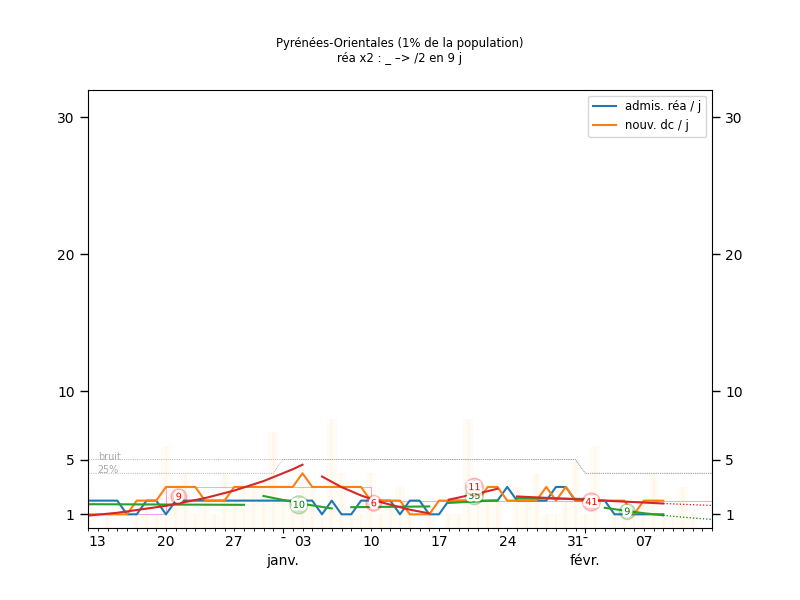 Pyrénées-Orientales (1% de la population)
réa x2 : _ –> /2 en 9 j
admis. réa / j
nouv. dc / j
30 30
20 20
10 10
5 5
1 1
bruit
25%
9 10 6 11 35 41 9
13 20 27 - 03 10 17 24 31 - 07
janv. févr.